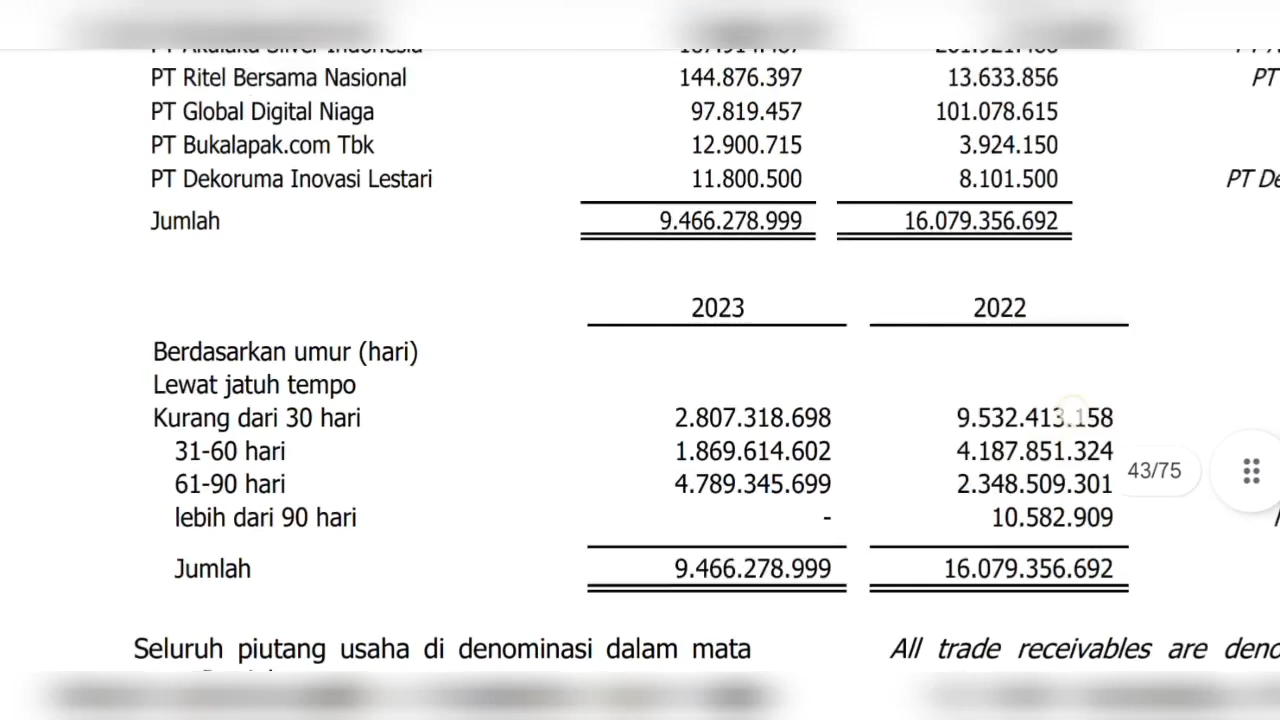 PT Ritel Bersama Nasional 144.876.397 13.633.856 PT
PT Global Digital Niaga 97.819.457 101.078.615
PT Bukalapak.com Tbk 12.900.715 3.924.150
PT Dekoruma Inovasi Lestari 11.800.500 8.101.500 PT De
Jumlah 9.466.278.999 16.079.356.692
2023 2022
Berdasarkan umur (hari)
Lewat jatuh tempo
Kurang dari 30 hari 2.807.318.698 9.532.413.158
31-60 hari 1.869.614.602 4.187.851.324
61-90 hari 4.789.345.699 2.348.509.301
43/75
lebih dari 90 hari - 10.582.909
Jumlah 9.466.278.999 16.079.356.692
Seluruh piutang usaha di denominasi dalam mata All trade receivables are deno